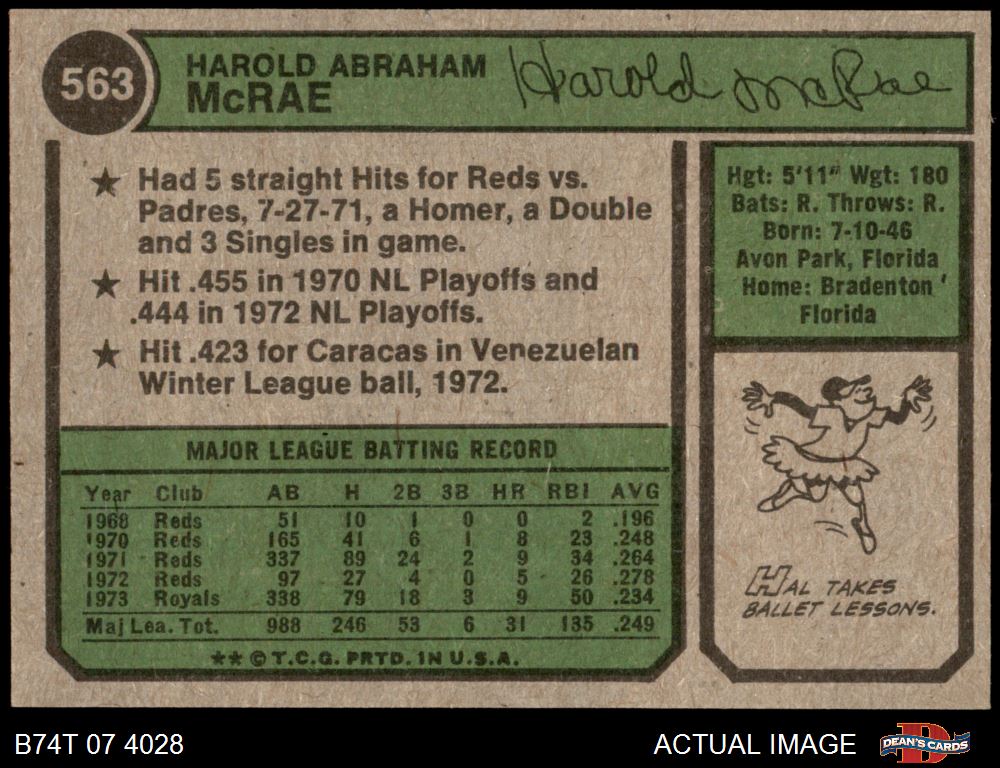 563
HAROLD ABRAHAM
McRAE
Harold McRae
★ Had 5 straight Hits for Reds vs.
Padres, 7-27-71, a Homer, a Double
and 3 Singles in game.
★ Hit .455 in 1970 NL Playoffs and
.444 in 1972 NL Playoffs.
★ Hit .423 for Caracas in Venezuelan
Winter League ball, 1972.
Hgt: 5'11" Wgt: 180
Bats: R. Throws: R.
Born: 7-10-46
Avon Park, Florida
Home: Bradenton '
Florida
MAJOR LEAGUE BATTING RECORD
Year Club AB H 2B 3B HR RBI AVG
1968 Reds 51 10 1 0 0 2 .196
1970 Reds 165 41 6 1 8 23 .248
1971 Reds 337 89 24 2 9 34 .264
1972 Reds 97 27 4 0 5 26 .278
1973 Royals 338 79 18 3 9 50 .234
Maj Lea. Tot. 988 246 53 6 31 135 .249
** © T.C.G. PRTD. IN U.S.A.
HAL TAKES
BALLET LESSONS.
B74T 07 4028
ACTUAL IMAGE
DEAN'S CARDS